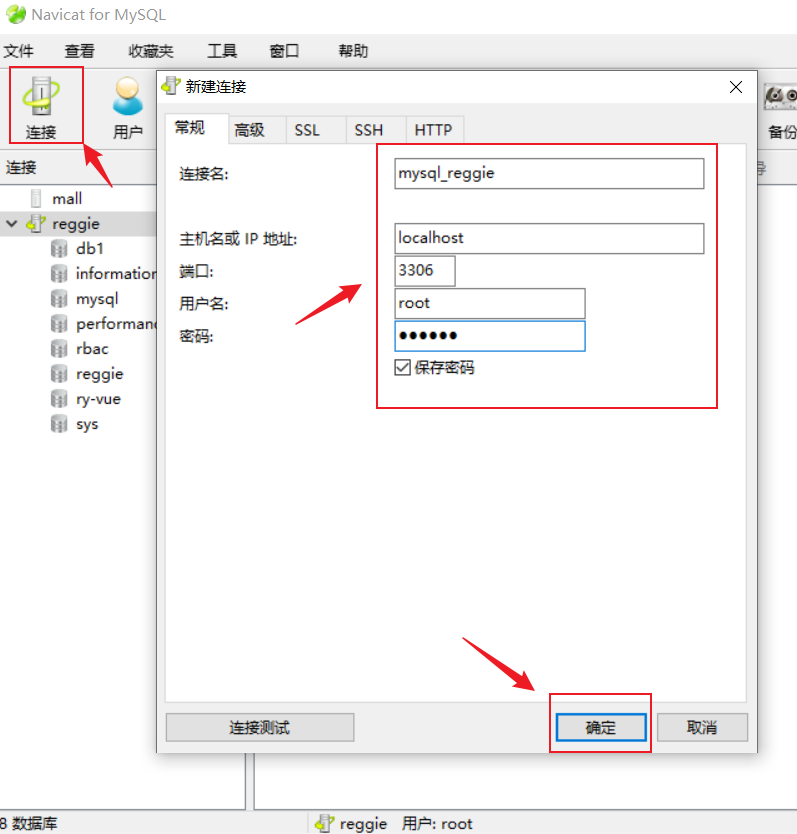 Navicat for MySQL
文件 查看 收藏夹 工具 窗口 帮助
连接 用户 备份
连接
mall
reggie
db1
information
mysql
performanc
rbac
reggie
ry-vue
sys
新建连接
常规 高级 SSL SSH HTTP
连接名: mysql_reggie
主机名或 IP 地址: localhost
端口: 3306
用户名: root
密码: ●●●●●●
保存密码
连接测试 确定 取消
8 数据库 reggie 用户: root